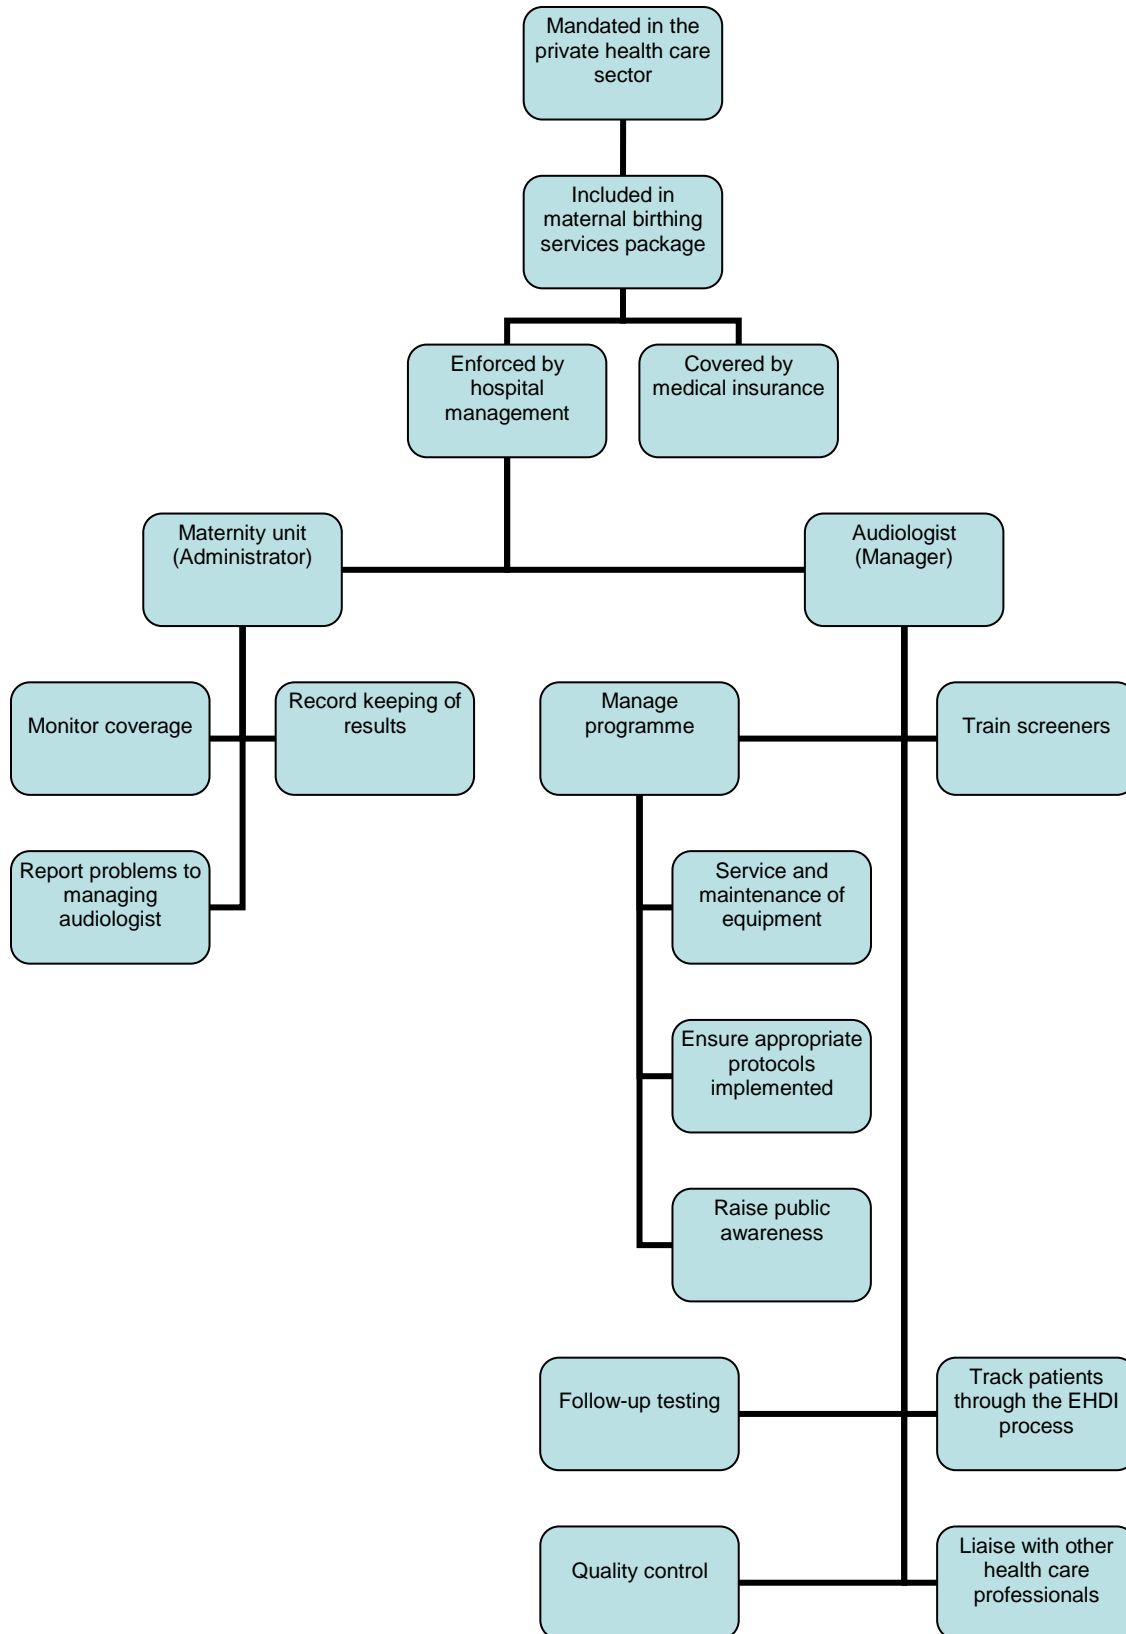 Mandated in the
private health care
sector
Included in
maternal birthing
services package
Enforced by
hospital
management
Covered by
medical insurance
Maternity unit
(Administrator)
Audiologist
(Manager)
Monitor coverage
Record keeping of
results
Manage
programme
Train screeners
Report problems to
managing
audiologist
Service and
maintenance of
equipment
Ensure appropriate
protocols
implemented
Raise public
awareness
Follow-up testing
Track patients
through the EHDI
process
Quality control
Liaise with other
health care
professionals